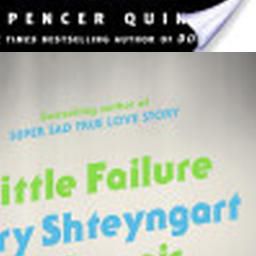 PENCER QUIN
TIMES BESTSELLING AUTHOR OF
Bestselling author of
SUPER SAD TRUE LOVE STORY
ittle Failure
ry Shteyngart